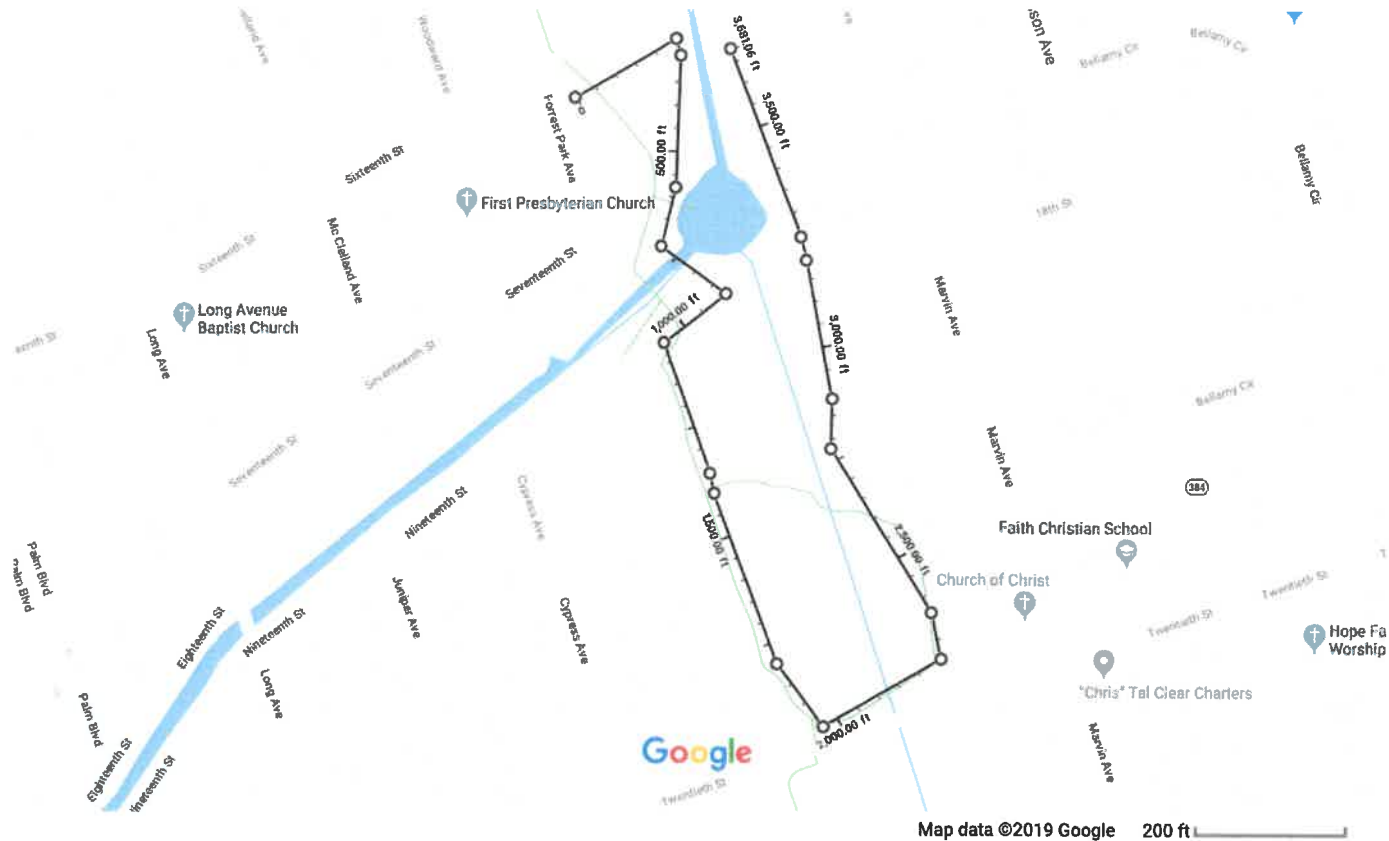 Woodward Ave
3,681.06 ft
Bellamy Cir
Bellamy Cir
3,500.00 ft
Forrest Park Ave
500.00 ft
Sixteenth St
Bellamy Cir
First Presbyterian Church
18th St
Mc Clelland Ave
Sixteenth St
Seventeenth St
Marvin Ave
1,000.00 ft
Long Avenue
Baptist Church
3,000.00 ft
Long Ave
Seventeenth St
Bellamy Cir
Marvin Ave
Seventeenth St
384
Cypress Ave
Nineteenth St
1,500.00 ft
Faith Christian School
2,500.00 ft
Palm Blvd
Palm Blvd
Church of Christ
Twentieth St
Juniper Ave
Cypress Ave
Eighteenth St
Nineteenth St
Twentieth St
Hope Fa
Worship
Long Ave
"Chris" Tal Clear Charters
Palm Blvd
2,000.00 ft
Google
Marvin Ave
Eighteenth St
Nineteenth St
Twentieth St
Map data ©2019 Google
200 ft